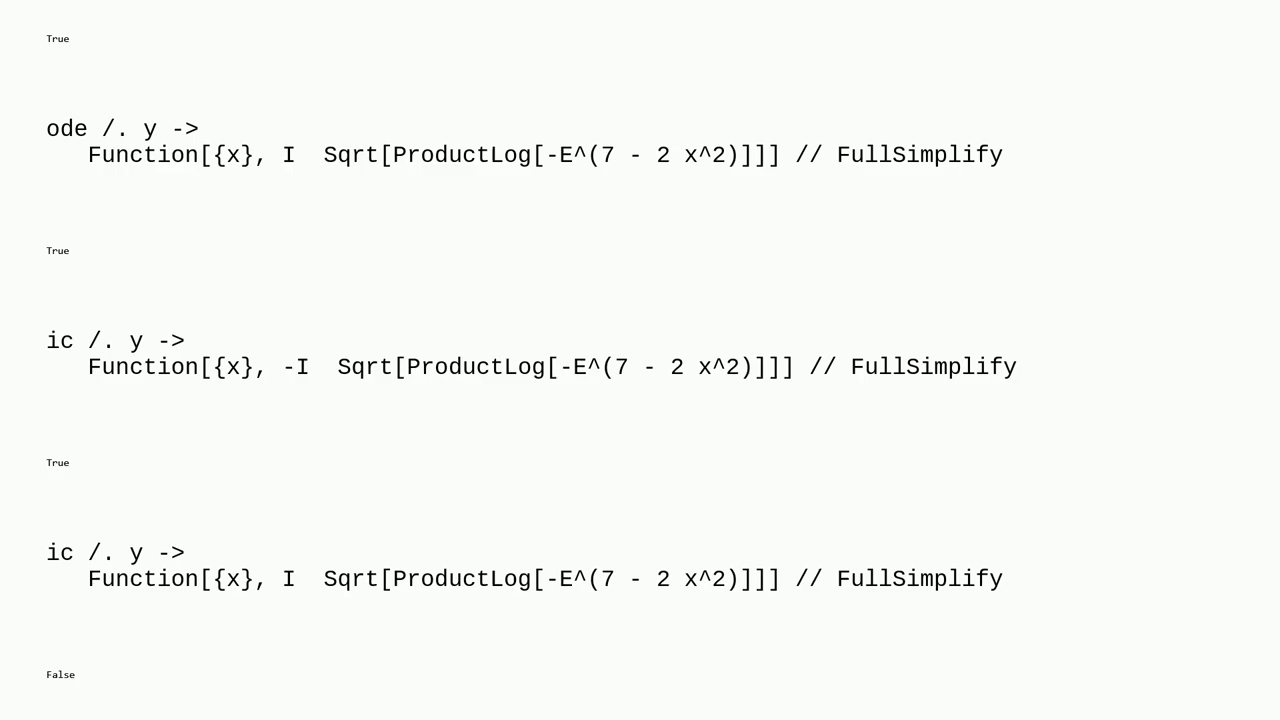 True
ode /. y ->
   Function[{x}, I  Sqrt[ProductLog[-E^(7 - 2 x^2)]]] // FullSimplify
True
ic /. y ->
   Function[{x}, -I  Sqrt[ProductLog[-E^(7 - 2 x^2)]]] // FullSimplify
True
ic /. y ->
   Function[{x}, I  Sqrt[ProductLog[-E^(7 - 2 x^2)]]] // FullSimplify
False